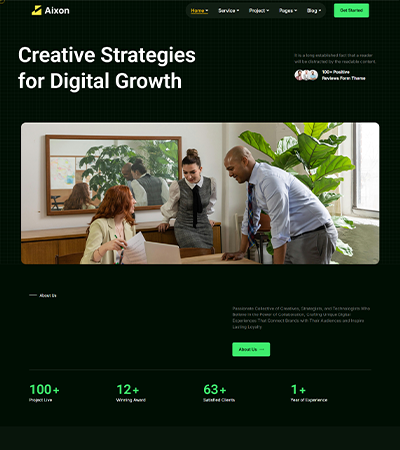 Aixon
Home Service Project Pages Blog Get Started
Creative Strategies
for Digital Growth
It is a long established fact that a reader
will be distracted by the readable content.
100+ Positive
Reviews Form Theme
About Us
Passionate Collective of Creatives, Strategists, and Technologists Who
Believe in the Power of Collaboration, Crafting Unique Digital
Experiences That Connect Brands with Their Audiences and Inspire
Lasting Loyalty
About Us
100+ 12+ 63+ 1+
Project Live Winning Award Satisfied Clients Year of Experience